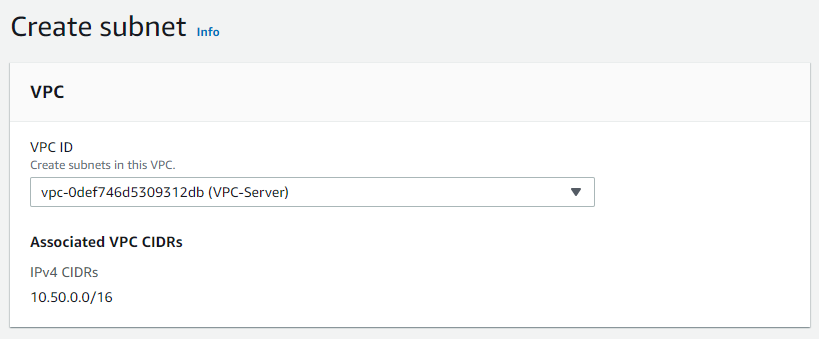 Create subnet Info
VPC
VPC ID
Create subnets in this VPC.
vpc-0def746d5309312db (VPC-Server)
Associated VPC CIDRs
IPv4 CIDRs
10.50.0.0/16